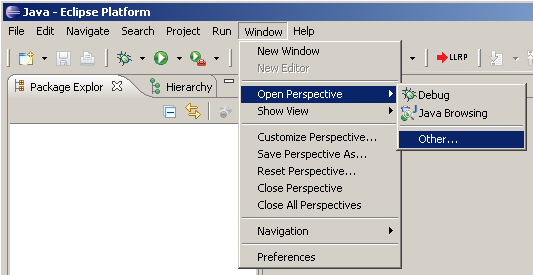 Java - Eclipse Platform
File Edit Navigate Search Project Run Window Help
LLRP
Package Explor Hierarchy
New Window
New Editor
Open Perspective
Show View
Customize Perspective...
Save Perspective As...
Reset Perspective...
Close Perspective
Close All Perspectives
Navigation
Preferences
Debug
Java Browsing
Other...